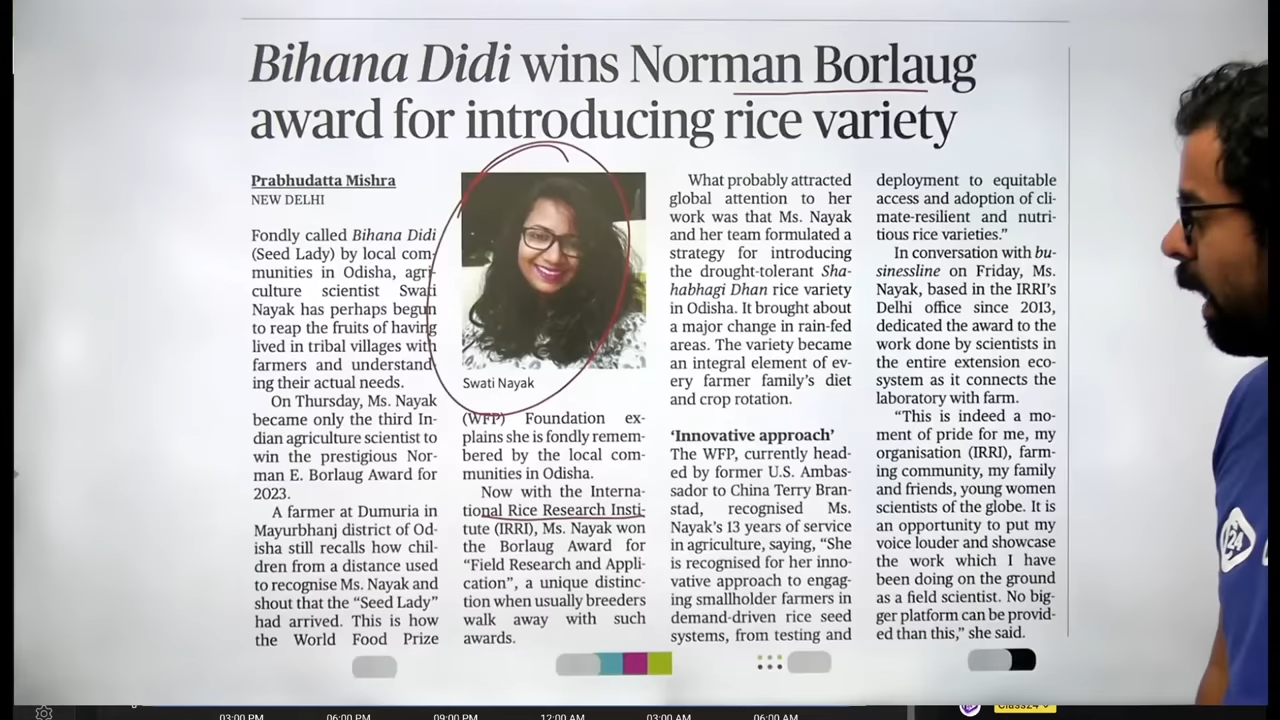 Bihana Didi wins Norman Borlaug
award for introducing rice variety
Prabhudatta Mishra
NEW DELHI
Fondly called Bihana Didi
(Seed Lady) by local com-
munities in Odisha, agri-
culture scientist Swati
Nayak has perhaps begun
to reap the fruits of having
lived in tribal villages with
farmers and understand-
ing their actual needs.
On Thursday, Ms. Nayak
became only the third In-
dian agriculture scientist to
win the prestigious Nor-
man E. Borlaug Award for
2023.
A farmer at Dumuria in
Mayurbhanj district of Od-
isha still recalls how chil-
dren from a distance used
to recognise Ms. Nayak and
shout that the “Seed Lady”
had arrived. This is how
the World Food Prize
Swati Nayak
(WFP) Foundation ex-
plains she is fondly remem-
bered by the local com-
munities in Odisha.
Now with the Interna-
tional Rice Research Insti-
tute (IRRI), Ms. Nayak won
the Borlaug Award for
“Field Research and Appli-
cation”, a unique distinc-
tion when usually breeders
walk away with such
awards.
What probably attracted
global attention to her
work was that Ms. Nayak
and her team formulated a
strategy for introducing
the drought-tolerant Sha-
habhagi Dhan rice variety
in Odisha. It brought about
a major change in rain-fed
areas. The variety became
an integral element of ev-
ery farmer family’s diet
and crop rotation.
‘Innovative approach’
The WFP, currently head-
ed by former U.S. Ambas-
sador to China Terry Bran-
stad, recognised Ms.
Nayak’s 13 years of service
in agriculture, saying, “She
is recognised for her inno-
vative approach to engag-
ing smallholder farmers in
demand-driven rice seed
systems, from testing and
deployment to equitable
access and adoption of cli-
mate-resilient and nutri-
tious rice varieties.”
In conversation with bu-
sinessline on Friday, Ms.
Nayak, based in the IRRI’s
Delhi office since 2013,
dedicated the award to the
work done by scientists in
the entire extension eco-
system as it connects the
laboratory with farm.
“This is indeed a mo-
ment of pride for me, my
organisation (IRRI), farm-
ing community, my family
and friends, young women
scientists of the globe. It is
an opportunity to put my
voice louder and showcase
the work which I have
been doing on the ground
as a field scientist. No big-
ger platform can be provid-
ed than this,” she said.
24
03:00 PM 06:00 PM 09:00 PM 12:00 AM 03:00 AM 06:00 AM
Class24